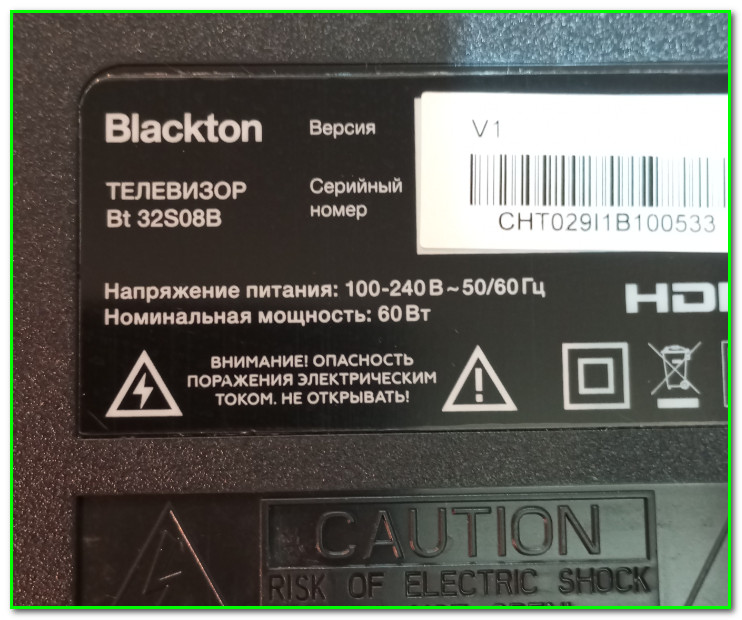 Blackton
Версия
V1
ТЕЛЕВИЗОР
Bt 32S08B
Серийный
номер
CHT029I1B100533
Напряжение питания: 100-240 В ~ 50/60 Гц
Номинальная мощность: 60 Вт
ВНИМАНИЕ! ОПАСНОСТЬ
ПОРАЖЕНИЯ ЭЛЕКТРИЧЕСКИМ
ТОКОМ. НЕ ОТКРЫВАТЬ!
CAUTION
RISK OF ELECTRIC SHOCK